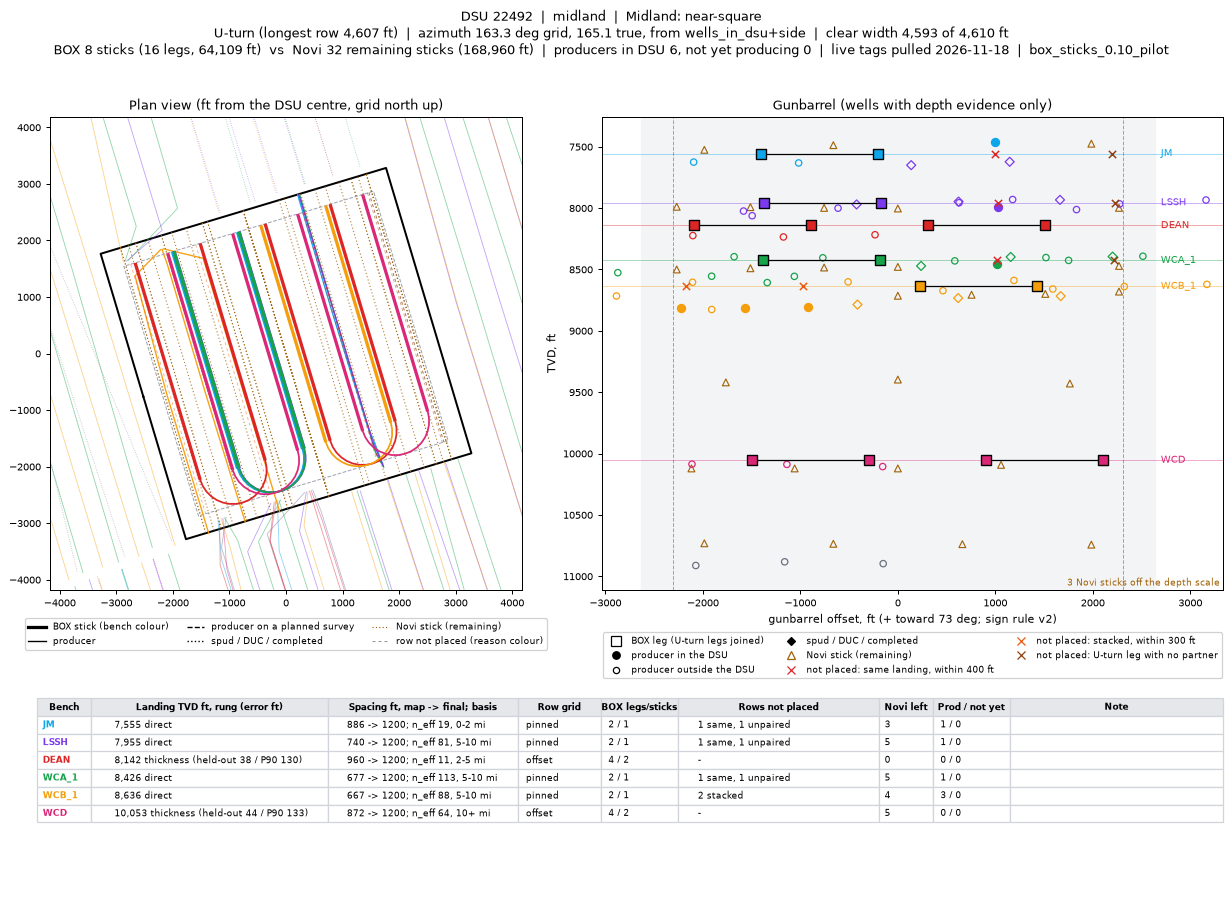 DSU 22492 | midland | Midland: near-square
U-turn (longest row 4,607 ft) | azimuth 163.3 deg grid, 165.1 true, from wells_in_dsu+side | clear width 4,593 of 4,610 ft
BOX 8 sticks (16 legs, 64,109 ft) vs Novi 32 remaining sticks (168,960 ft) | producers in DSU 6, not yet producing 0 | live tags pulled 2026-11-18 | box_sticks_0.10_pilot
Plan view (ft from the DSU centre, grid north up)
4000
3000
2000
1000
0
−1000
−2000
−3000
−4000
−4000 −3000 −2000 −1000 0 1000 2000 3000 4000
BOX stick (bench colour)
producer
producer on a planned survey
spud / DUC / completed
Novi stick (remaining)
row not placed (reason colour)
Gunbarrel (wells with depth evidence only)
TVD, ft
7500
8000
8500
9000
9500
10000
10500
11000
JM
LSSH
DEAN
WCA_1
WCB_1
WCD
3 Novi sticks off the depth scale
−3000 −2000 −1000 0 1000 2000 3000
gunbarrel offset, ft (+ toward 73 deg; sign rule v2)
BOX leg (U-turn legs joined)
producer in the DSU
producer outside the DSU
spud / DUC / completed
Novi stick (remaining)
not placed: same landing, within 400 ft
not placed: stacked, within 300 ft
not placed: U-turn leg with no partner
Bench Landing TVD ft, rung (error ft) Spacing ft, map -> final; basis Row grid BOX legs/sticks Rows not placed Novi left Prod / not yet Note
JM 7,555 direct 886 -> 1200; n_eff 19, 0-2 mi pinned 2 / 1 1 same, 1 unpaired 3 1 / 0
LSSH 7,955 direct 740 -> 1200; n_eff 81, 5-10 mi pinned 2 / 1 1 same, 1 unpaired 5 1 / 0
DEAN 8,142 thickness (held-out 38 / P90 130) 960 -> 1200; n_eff 11, 2-5 mi offset 4 / 2 - 0 0 / 0
WCA_1 8,426 direct 677 -> 1200; n_eff 113, 5-10 mi pinned 2 / 1 1 same, 1 unpaired 5 1 / 0
WCB_1 8,636 direct 667 -> 1200; n_eff 88, 5-10 mi pinned 2 / 1 2 stacked 4 3 / 0
WCD 10,053 thickness (held-out 44 / P90 133) 872 -> 1200; n_eff 64, 10+ mi offset 4 / 2 - 5 0 / 0